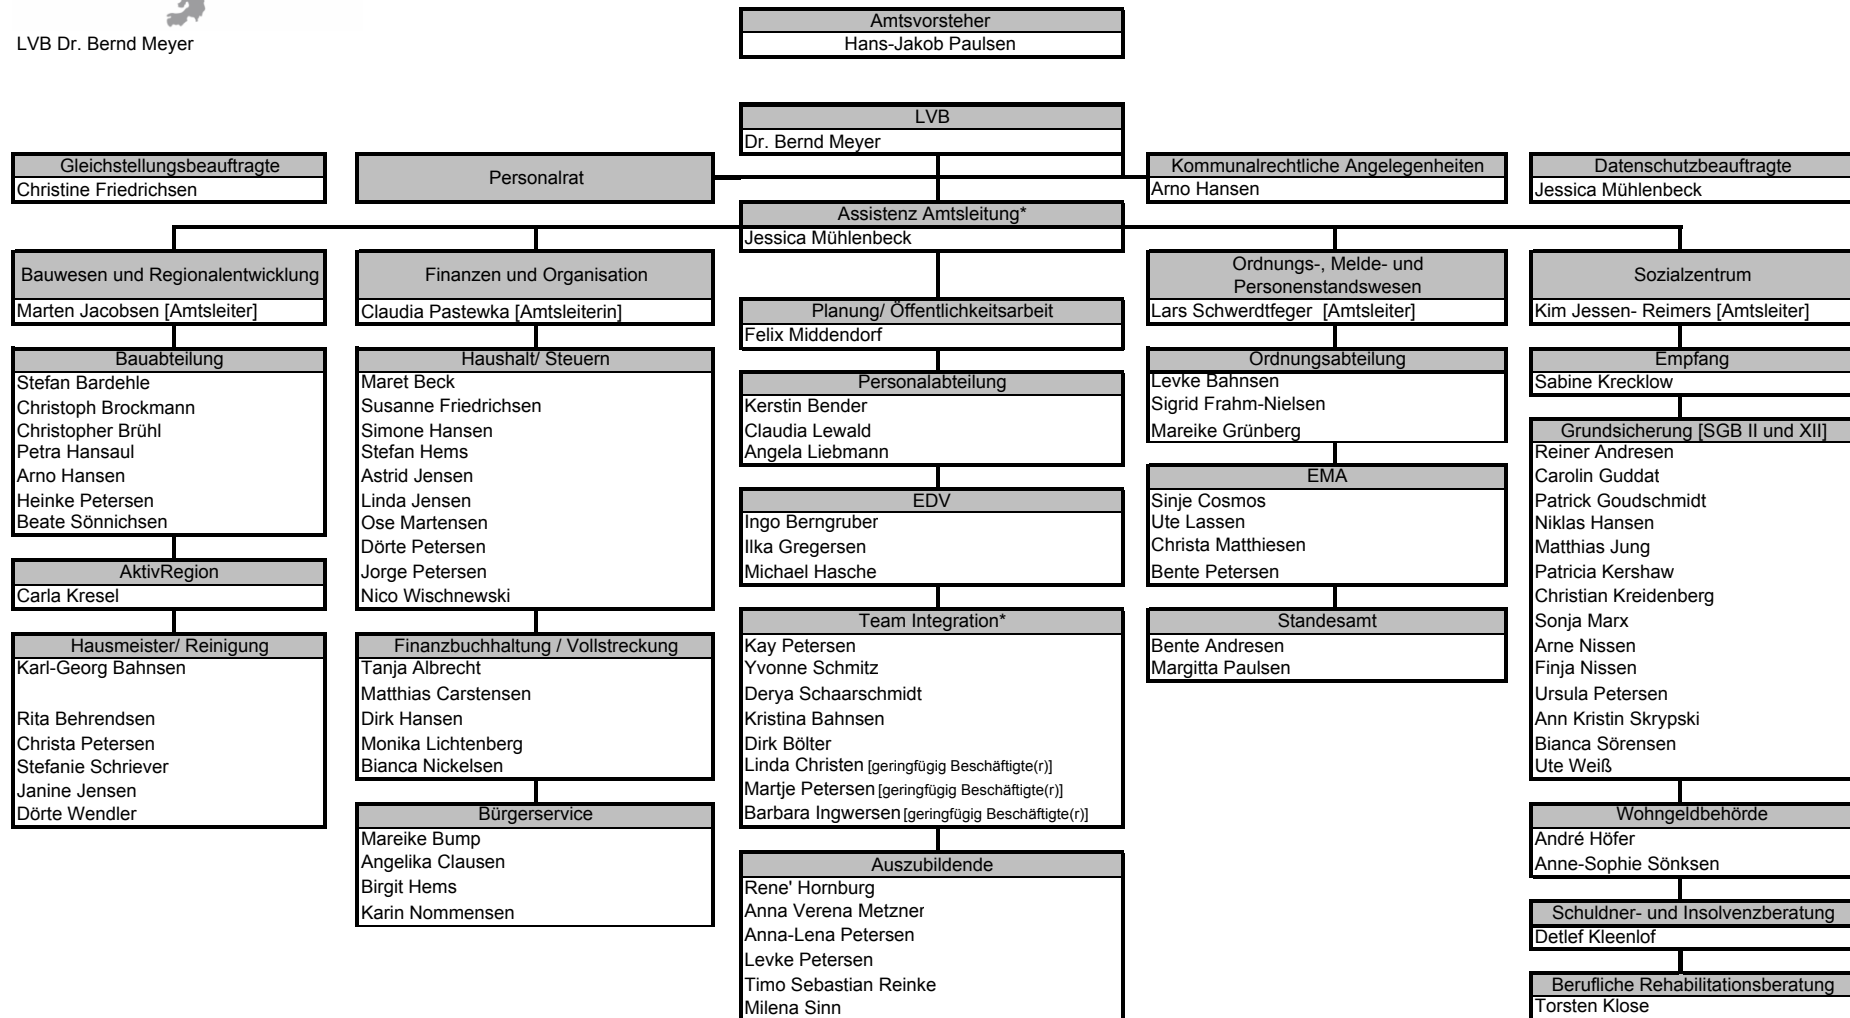 LVB Dr. Bernd Meyer
Amtsvorsteher
Hans-Jakob Paulsen
LVB
Dr. Bernd Meyer
Gleichstellungsbeauftragte
Christine Friedrichsen
Personalrat
Kommunalrechtliche Angelegenheiten
Arno Hansen
Datenschutzbeauftragte
Jessica Mühlenbeck
Assistenz Amtsleitung*
Jessica Mühlenbeck
Bauwesen und Regionalentwicklung
Marten Jacobsen [Amtsleiter]
Bauabteilung
Stefan Bardehle
Christoph Brockmann
Christopher Brühl
Petra Hansaul
Arno Hansen
Heinke Petersen
Beate Sönnichsen
AktivRegion
Carla Kresel
Hausmeister/ Reinigung
Karl-Georg Bahnsen
Rita Behrendsen
Christa Petersen
Stefanie Schriever
Janine Jensen
Dörte Wendler
Finanzen und Organisation
Claudia Pastewka [Amtsleiterin]
Haushalt/ Steuern
Maret Beck
Susanne Friedrichsen
Simone Hansen
Stefan Hems
Astrid Jensen
Linda Jensen
Ose Martensen
Dörte Petersen
Jorge Petersen
Nico Wischnewski
Finanzbuchhaltung / Vollstreckung
Tanja Albrecht
Matthias Carstensen
Dirk Hansen
Monika Lichtenberg
Bianca Nickelsen
Bürgerservice
Mareike Bump
Angelika Clausen
Birgit Hems
Karin Nommensen
Planung/ Öffentlichkeitsarbeit
Felix Middendorf
Personalabteilung
Kerstin Bender
Claudia Lewald
Angela Liebmann
EDV
Ingo Berngruber
Ilka Gregersen
Michael Hasche
Team Integration*
Kay Petersen
Yvonne Schmitz
Derya Schaarschmidt
Kristina Bahnsen
Dirk Bölter
Linda Christen [geringfügig Beschäftigte(r)]
Martje Petersen [geringfügig Beschäftigte(r)]
Barbara Ingwersen [geringfügig Beschäftigte(r)]
Auszubildende
Rene' Hornburg
Anna Verena Metzner
Anna-Lena Petersen
Levke Petersen
Timo Sebastian Reinke
Milena Sinn
Ordnungs-, Melde- und
Personenstandswesen
Lars Schwerdtfeger [Amtsleiter]
Ordnungsabteilung
Levke Bahnsen
Sigrid Frahm-Nielsen
Mareike Grünberg
EMA
Sinje Cosmos
Ute Lassen
Christa Matthiesen
Bente Petersen
Standesamt
Bente Andresen
Margitta Paulsen
Sozialzentrum
Kim Jessen- Reimers [Amtsleiter]
Empfang
Sabine Krecklow
Grundsicherung [SGB II und XII]
Reiner Andresen
Carolin Guddat
Patrick Goudschmidt
Niklas Hansen
Matthias Jung
Patricia Kershaw
Christian Kreidenberg
Sonja Marx
Arne Nissen
Finja Nissen
Ursula Petersen
Ann Kristin Skrypski
Bianca Sörensen
Ute Weiß
Wohngeldbehörde
André Höfer
Anne-Sophie Sönksen
Schuldner- und Insolvenzberatung
Detlef Kleenlof
Berufliche Rehabilitationsberatung
Torsten Klose